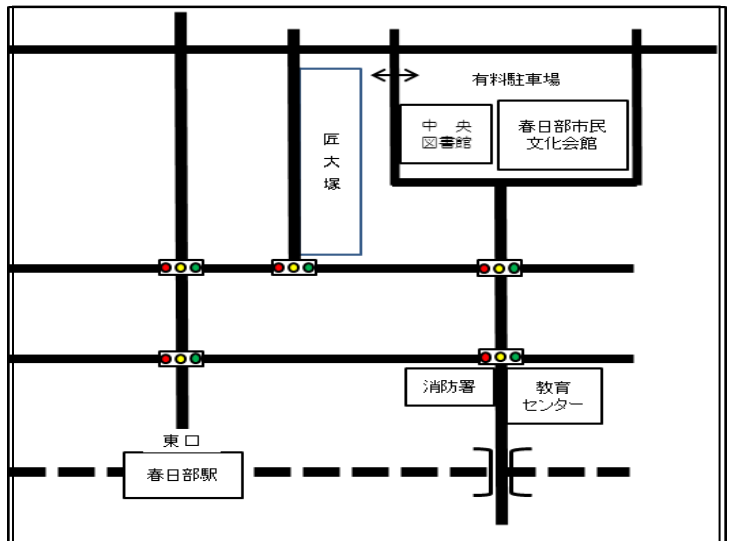 有料駐車場
中央
図書館
春日部市民
文化会館
匠大塚
消防署
教育
センター
東口
春日部駅